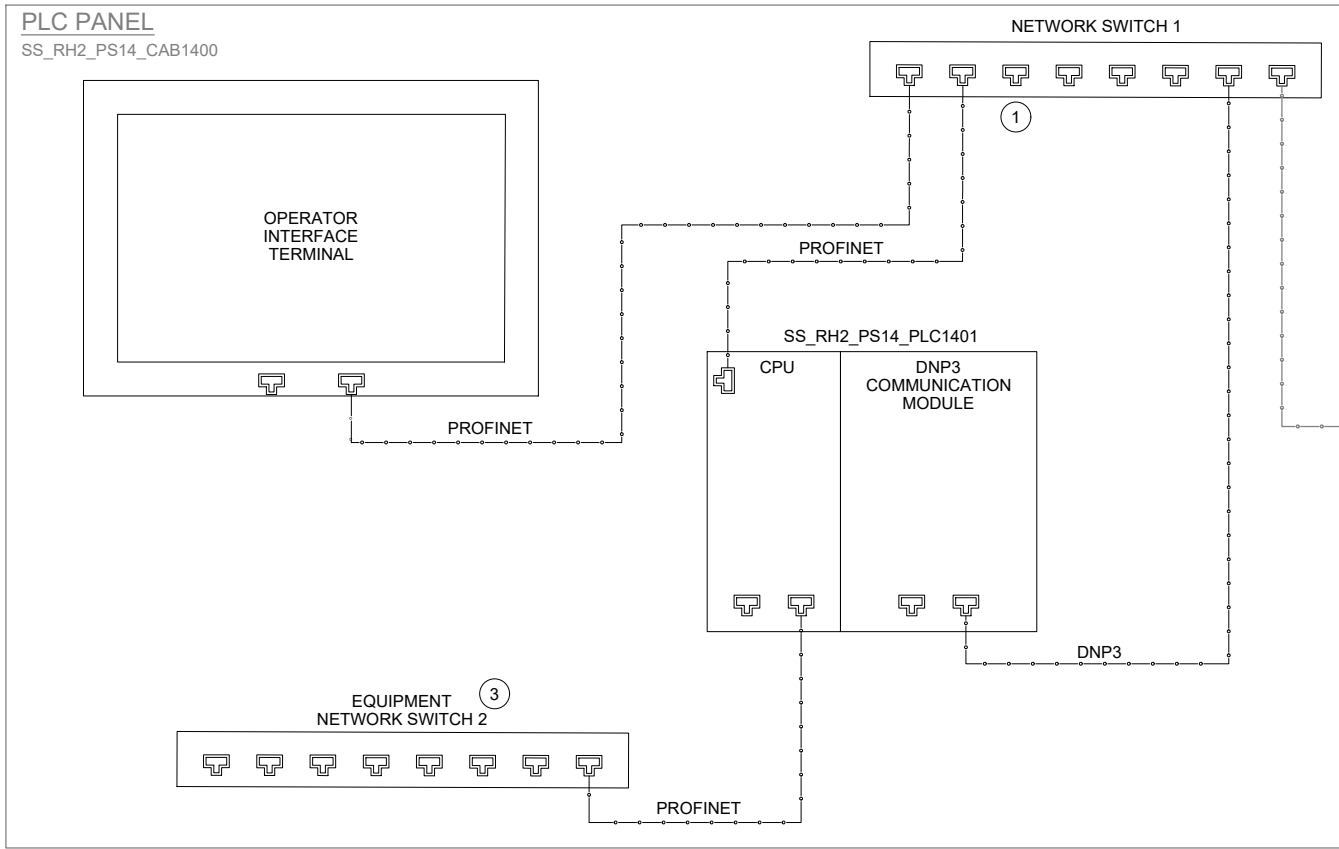 PLC PANEL
SS_RH2_PS14_CAB1400
NETWORK SWITCH 1
1
OPERATOR
INTERFACE
TERMINAL
PROFINET
SS_RH2_PS14_PLC1401
CPU
DNP3
COMMUNICATION
MODULE
PROFINET
DNP3
EQUIPMENT
3
NETWORK SWITCH 2
PROFINET